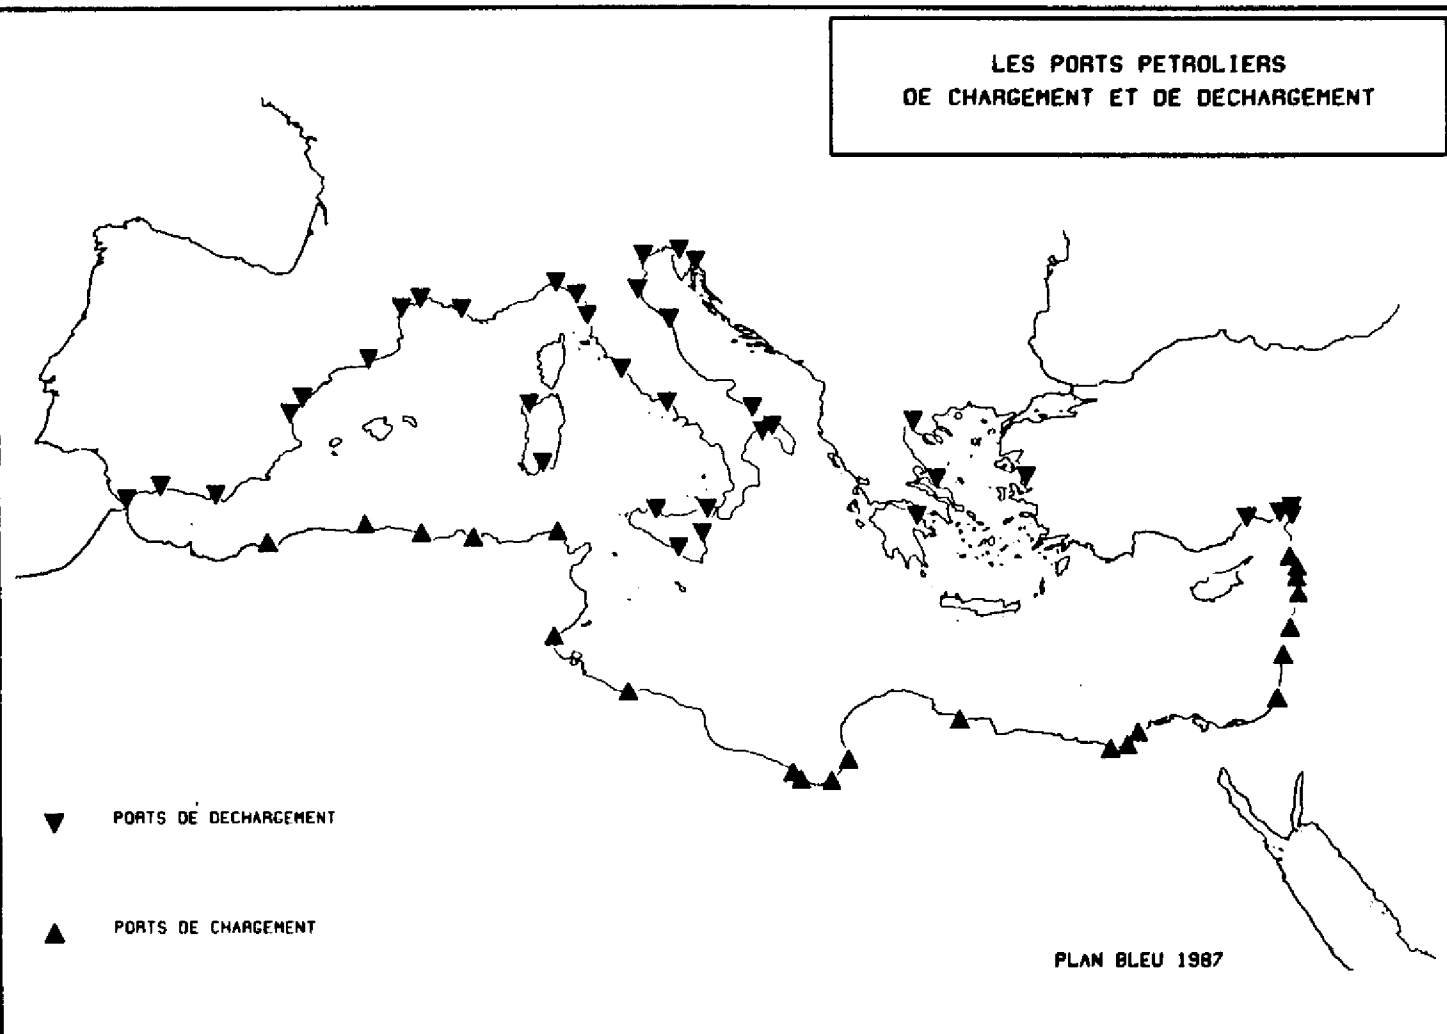 LES PORTS PETROLIERS
DE CHARGEMENT ET DE DECHARGEMENT
PORTS DE DECHARGEMENT
PORTS DE CHARGEMENT
PLAN BLEU 1987